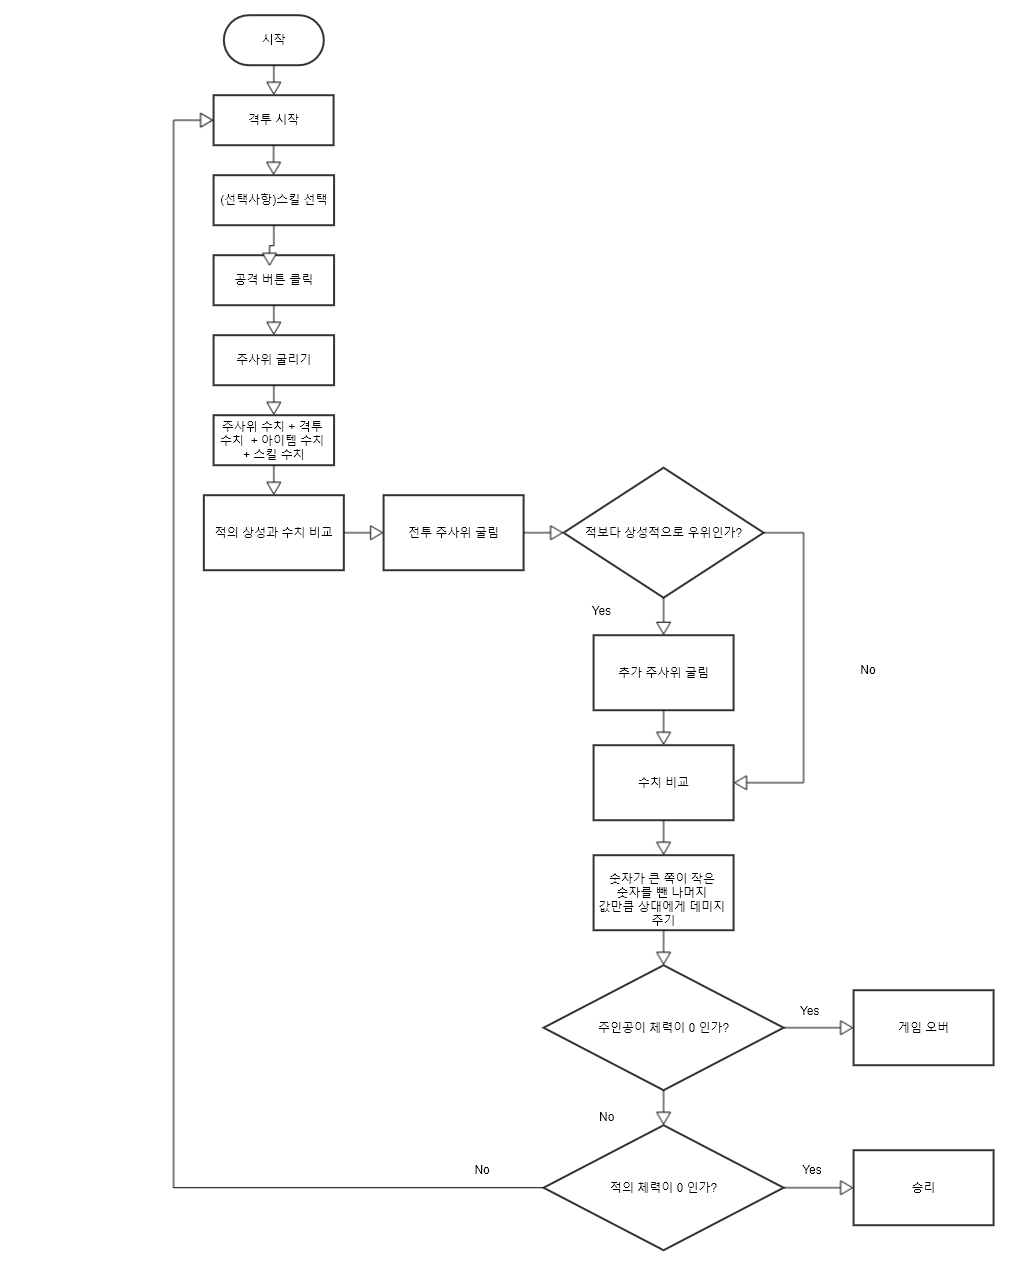 시작
격투 시작
(선택사항)스킬 선택
공격 버튼 클릭
주사위 굴리기
주사위 수치 + 격투
수치  + 아이템 수치
+ 스킬 수치
적의 상성과 수치 비교
전투 주사위 굴림
적보다 상성적으로 우위인가?
Yes
추가 주사위 굴림
No
수치 비교
숫자가 큰 쪽이 작은
숫자를 뺀 나머지
값만큼 상대에게 데미지
주기
주인공이 체력이 0 인가?
Yes
게임 오버
No
적의 체력이 0 인가?
No
Yes
승리